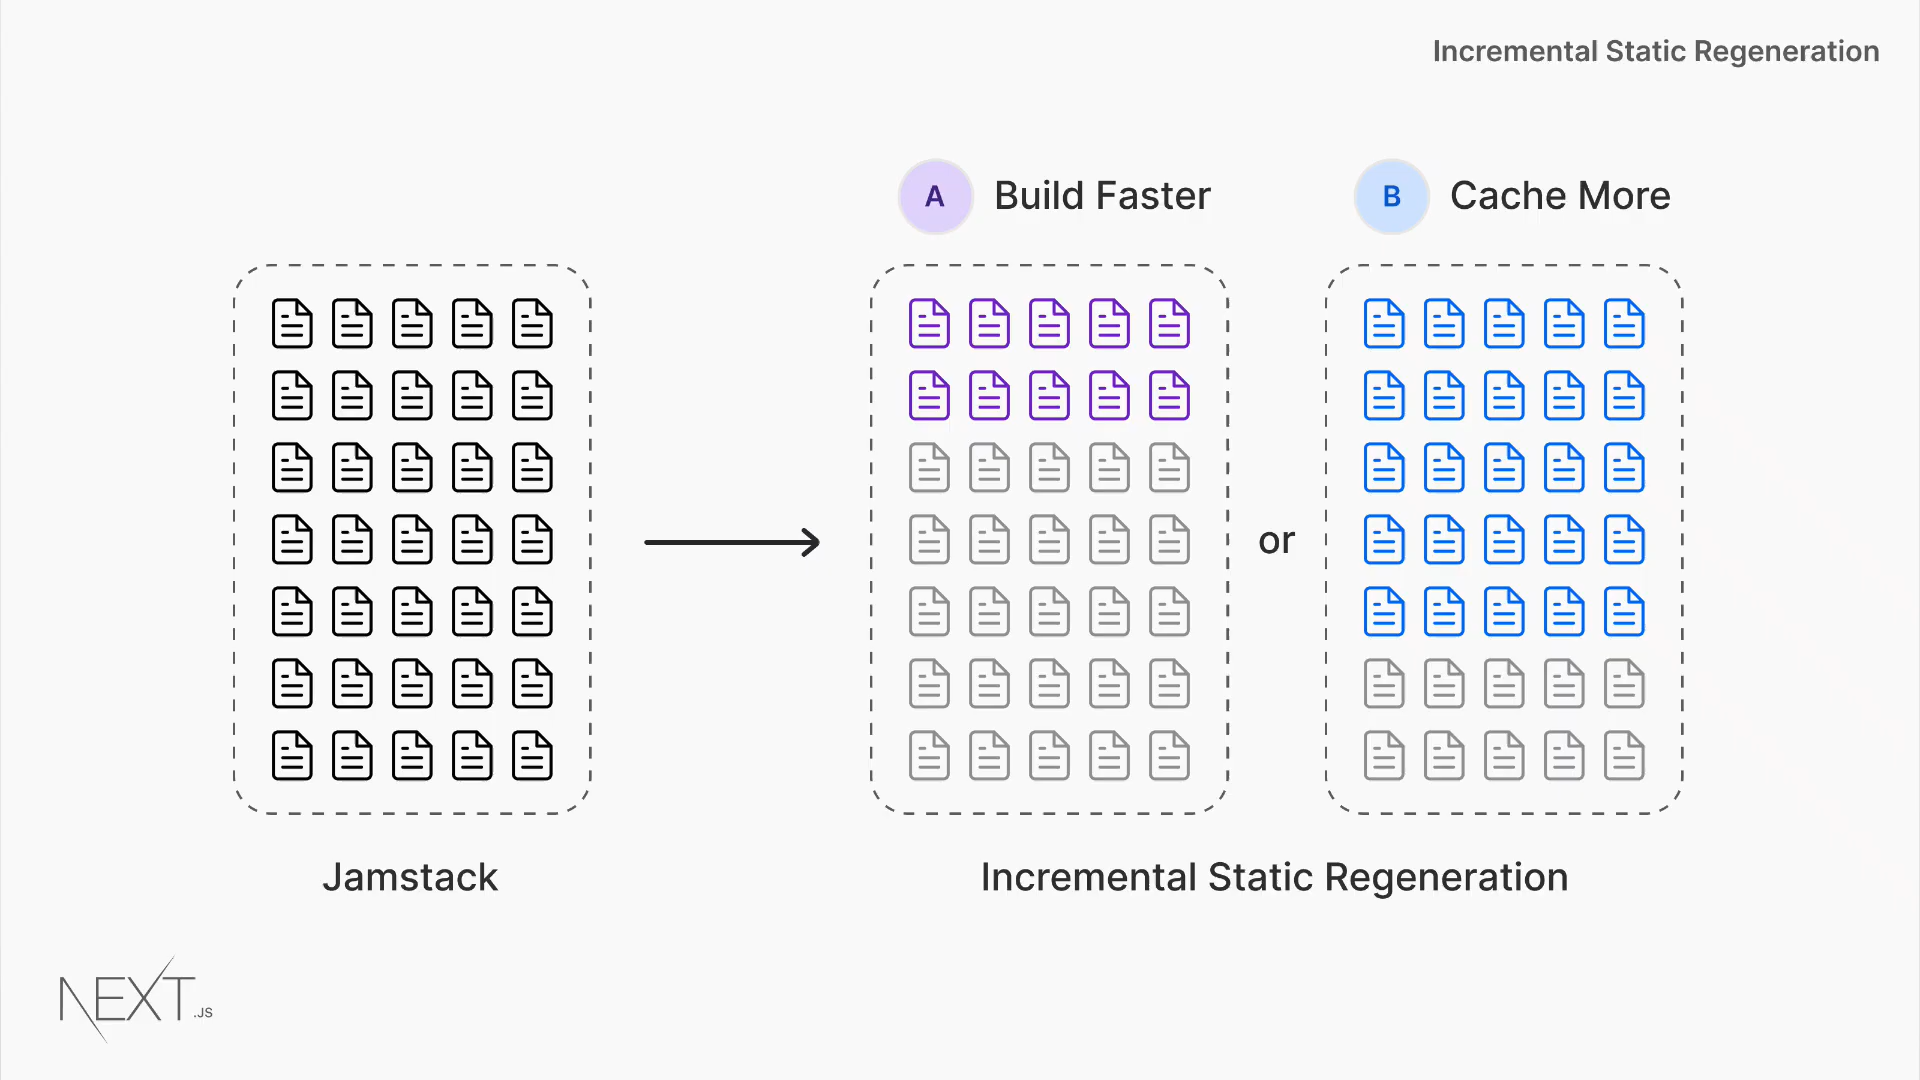 Incremental Static Regeneration
A Build Faster
B Cache More
or
Jamstack
Incremental Static Regeneration
NEXT.JS